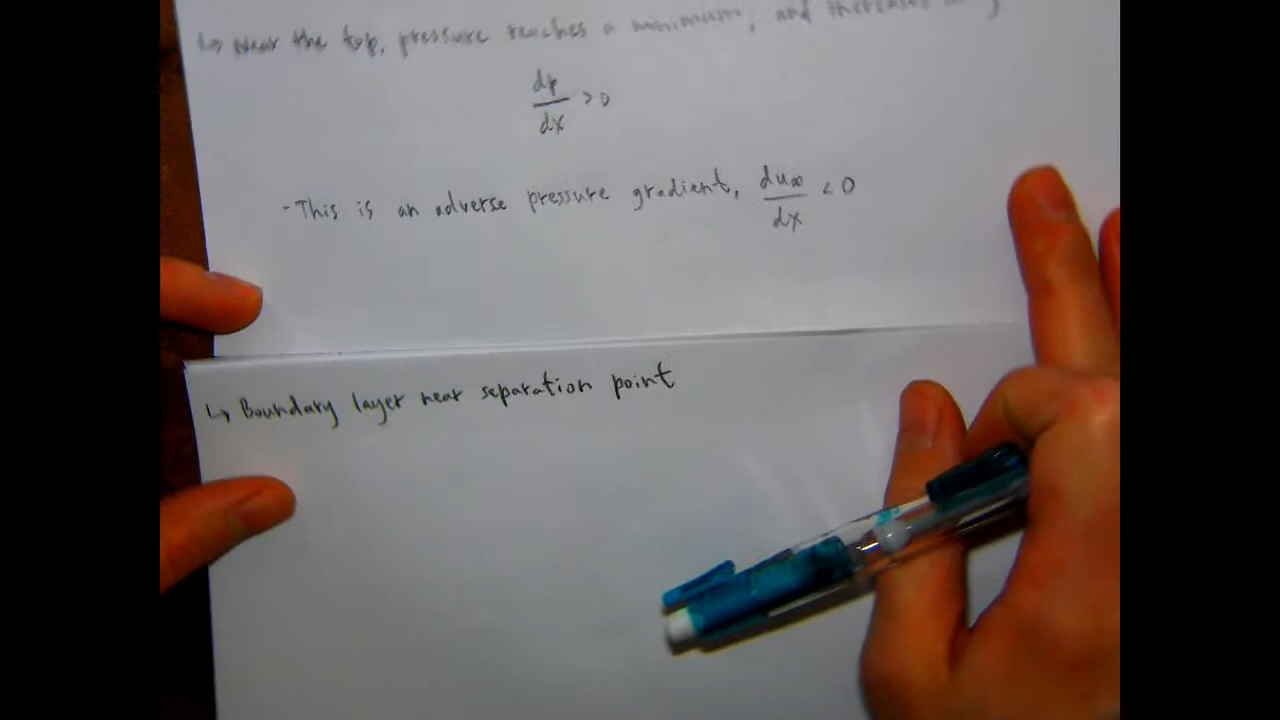 ↳ Near the top, pressure reaches a minimum, and increases
dp/dx > 0
- This is an adverse pressure gradient, du∞/dx < 0
↳ Boundary layer near separation point